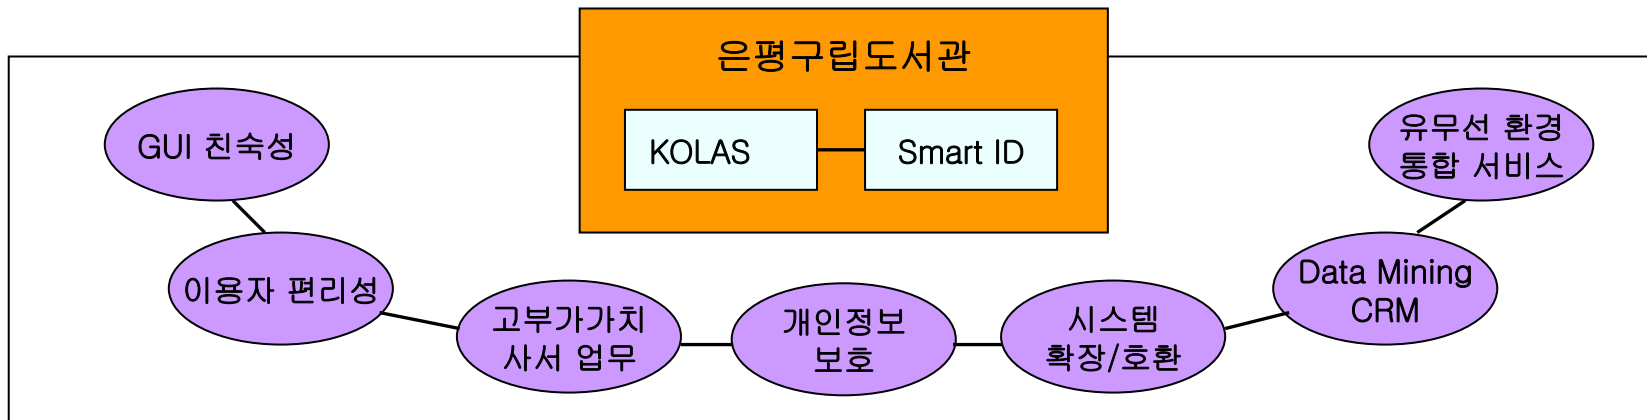 은평구립도서관
KOLAS
Smart ID
GUI 친숙성
이용자 편리성
고부가가치
사서 업무
개인정보
보호
시스템
확장/호환
Data Mining
CRM
유무선 환경
통합 서비스